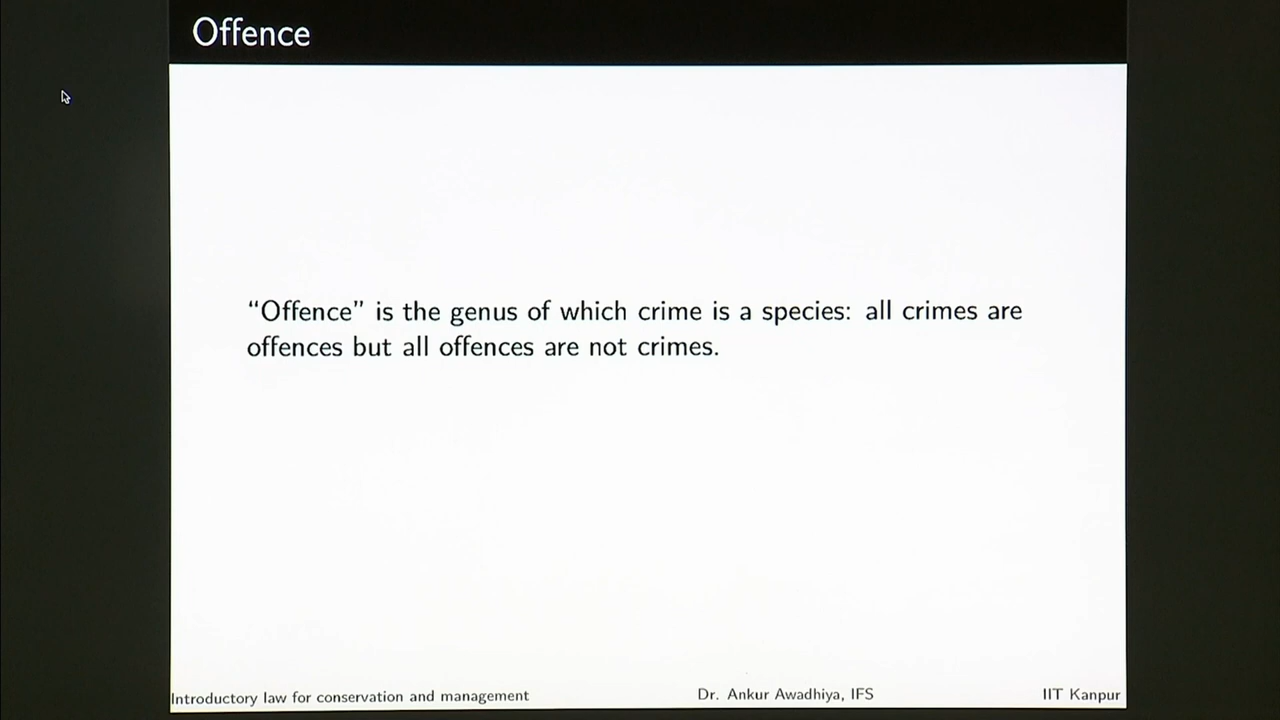 Offence
“Offence” is the genus of which crime is a species: all crimes are
offences but all offences are not crimes.
Introductory law for conservation and management
Dr. Ankur Awadhiya, IFS
IIT Kanpur